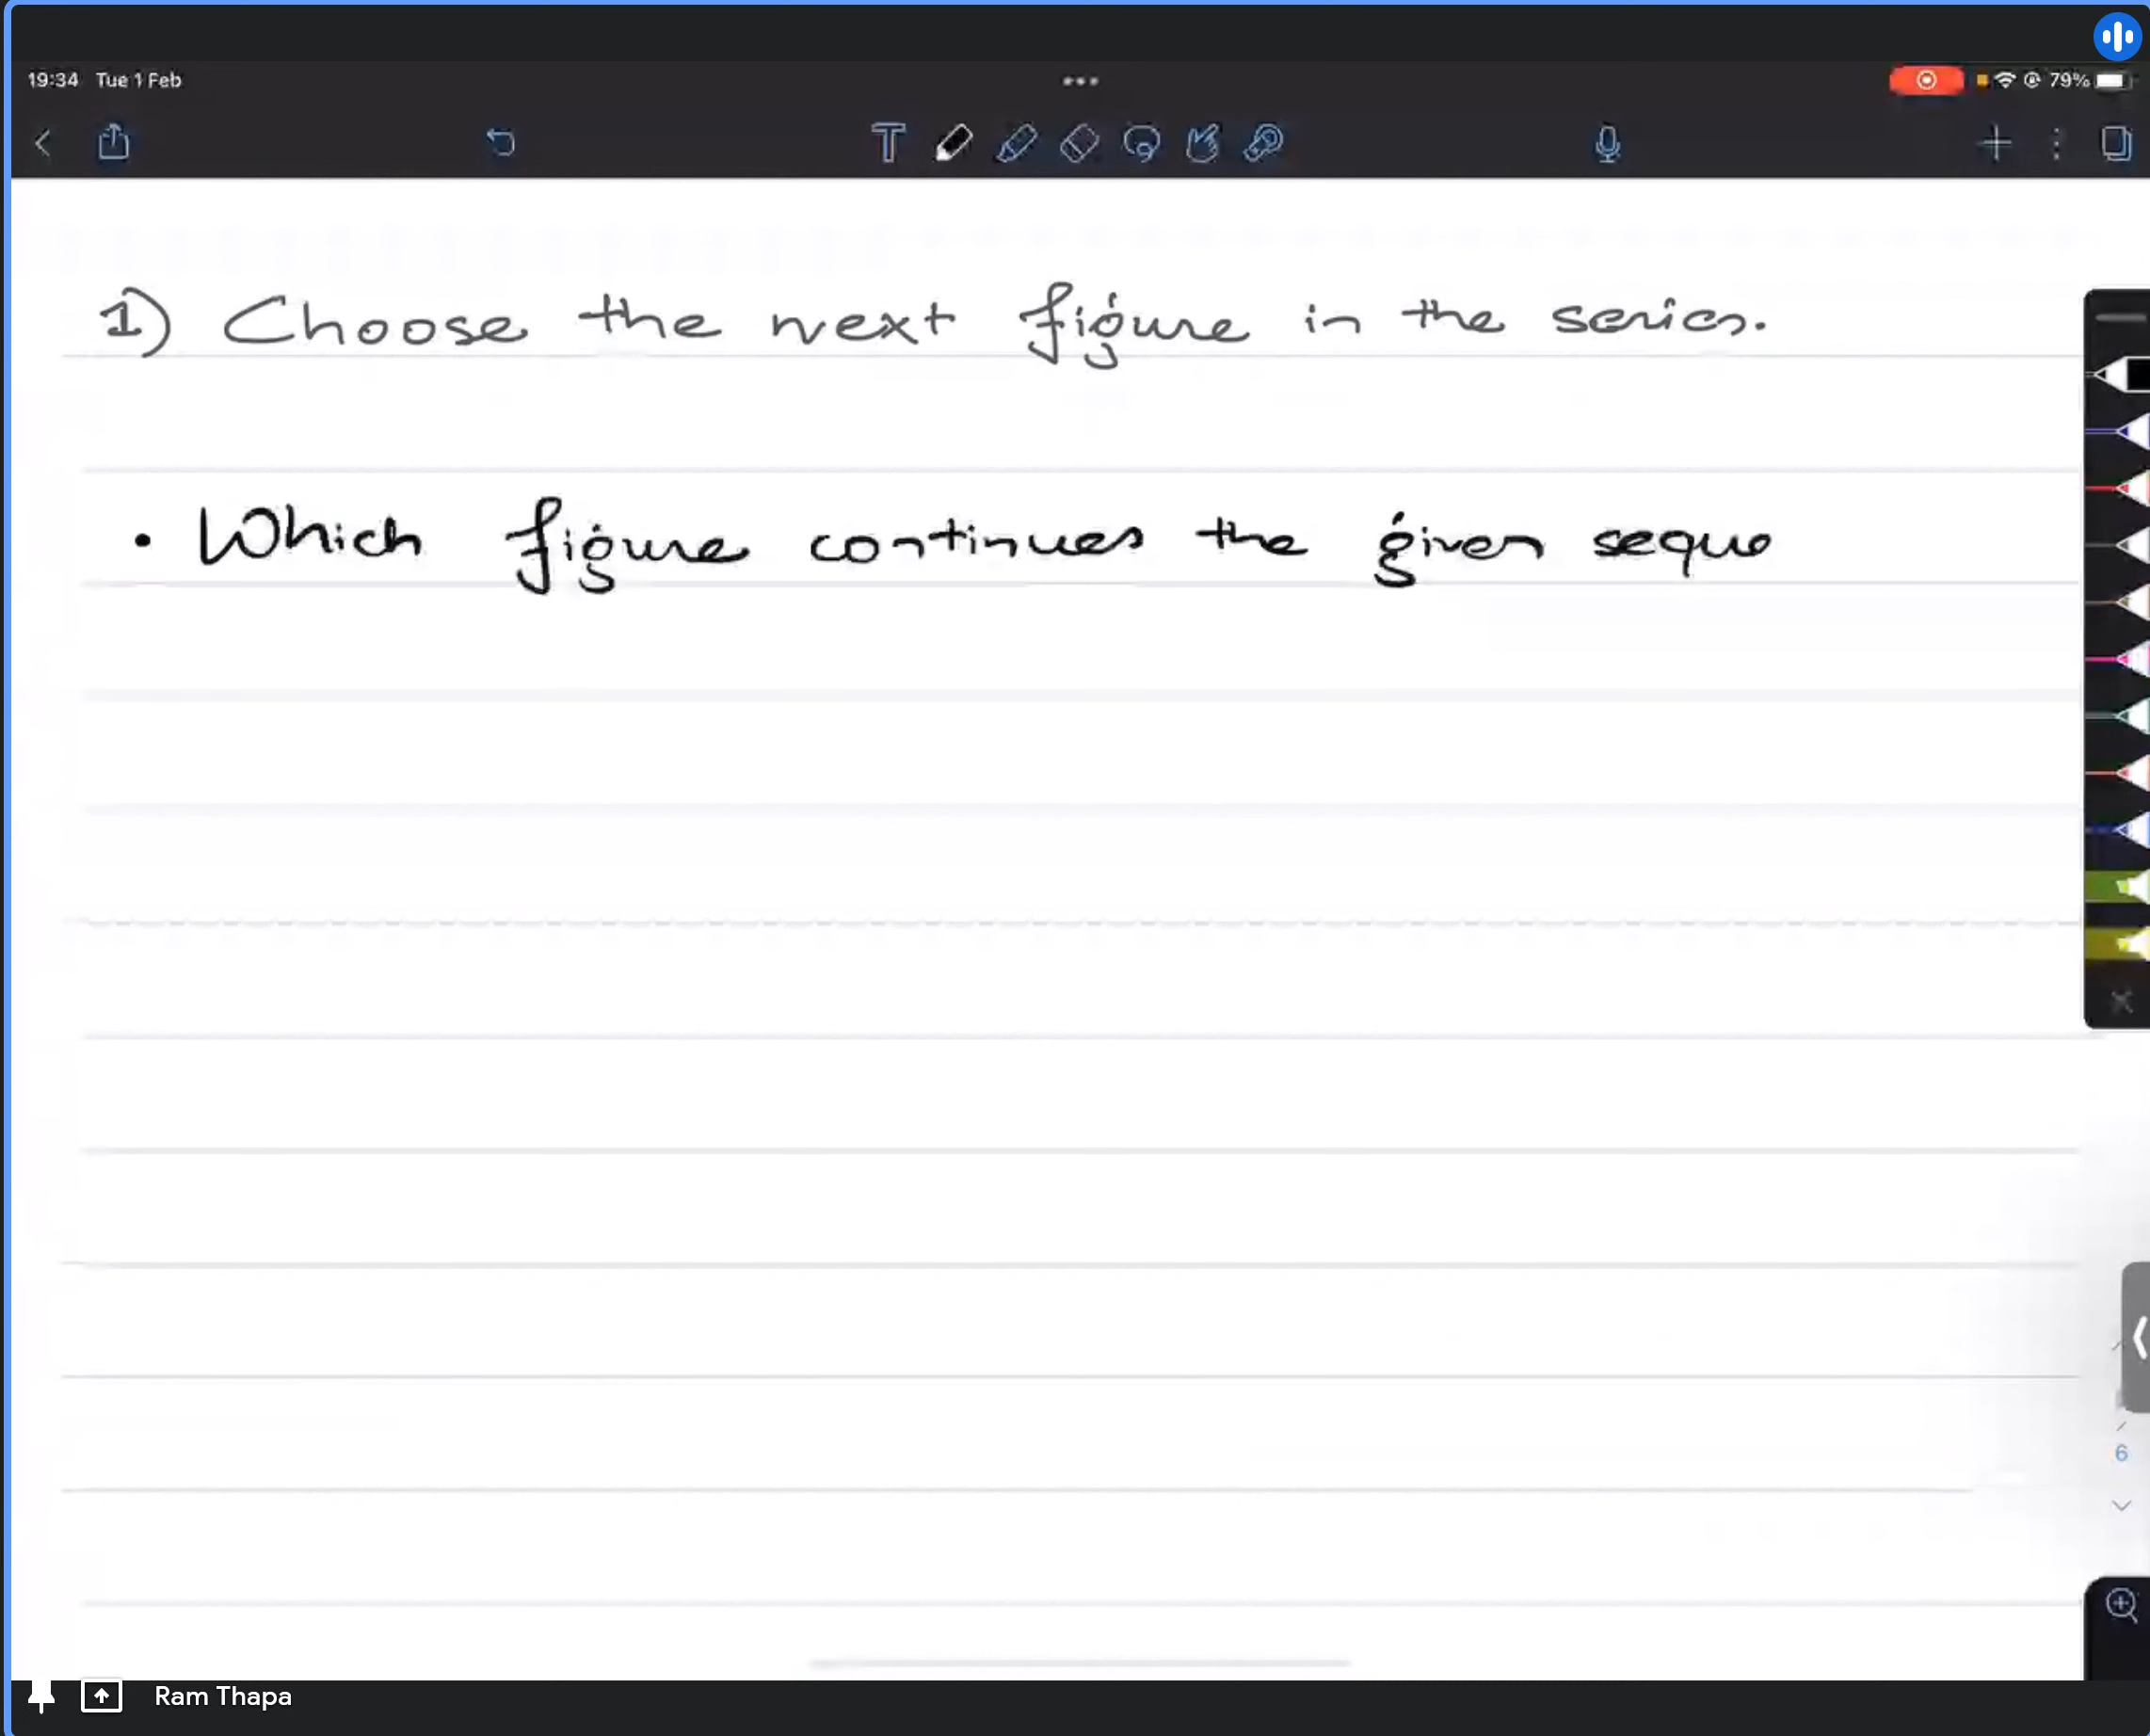 19:34 Tue 1 Feb
79%
1) Choose the next figure in the series.
• Which figure continues the given seque
6
Ram Thapa